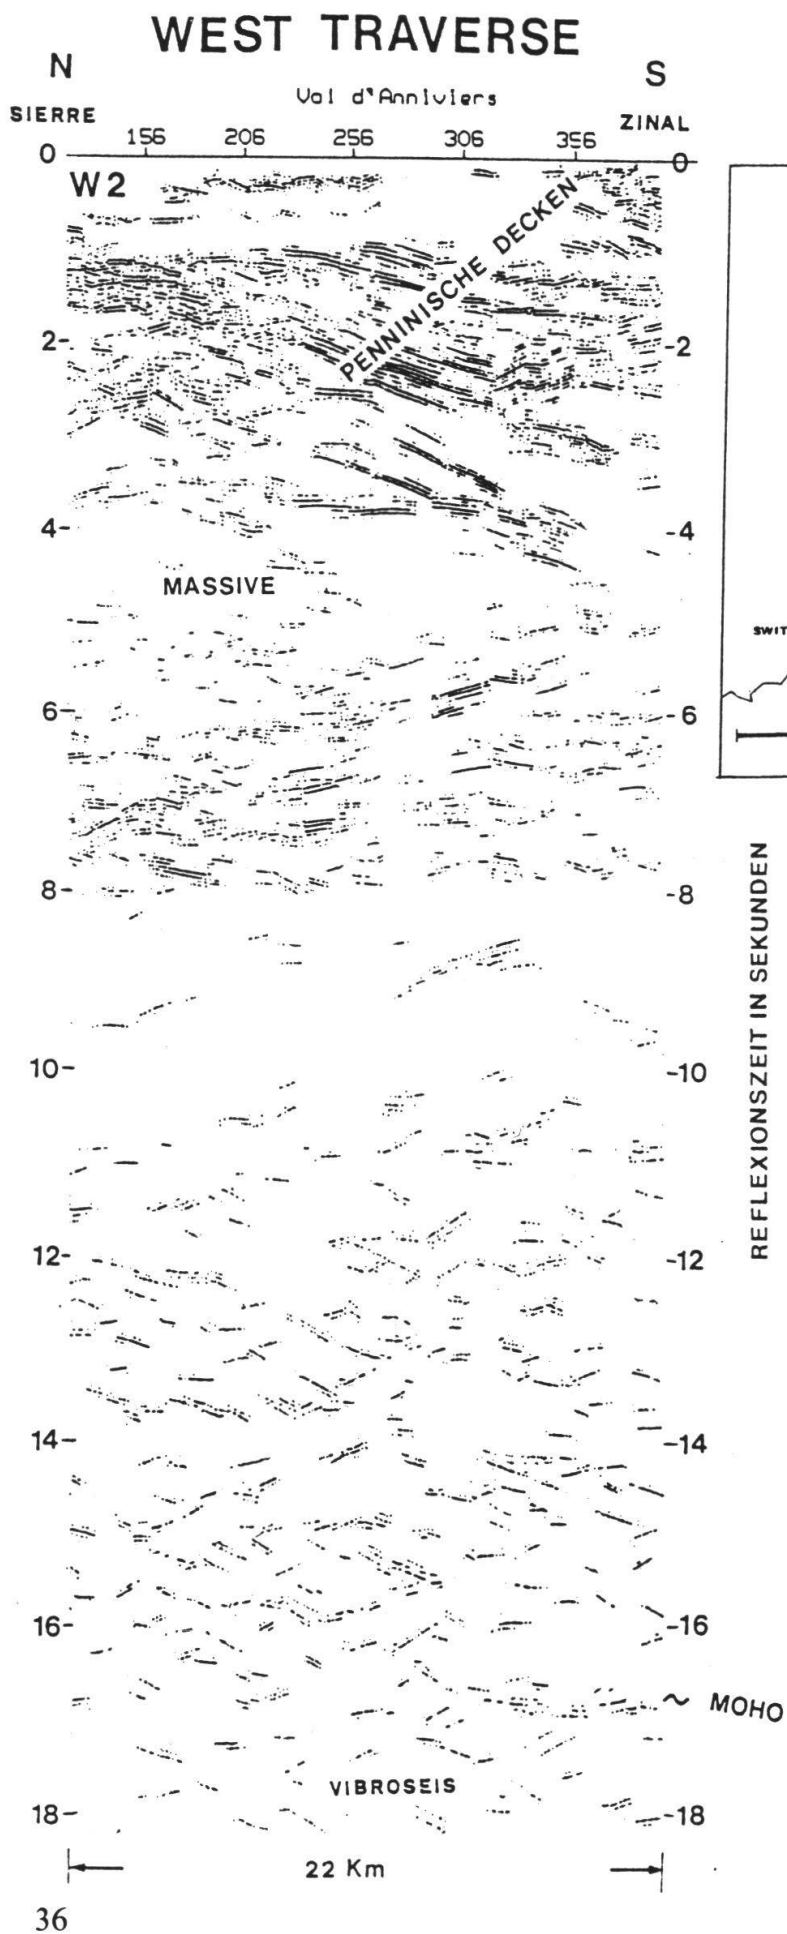 WEST TRAVERSE
N S
Val d'Anniviers
SIERRE ZINAL
156 206 256 306 356
0 0
W2
PENNINISCHE DECKEN
2- -2
4- -4
MASSIVE
SWIT
6- -6
8- -8
REFLEXIONSZEIT IN SEKUNDEN
10- -10
12- -12
14- -14
16- -16
~ MOHO
VIBROSEIS
18- -18
22 Km
36